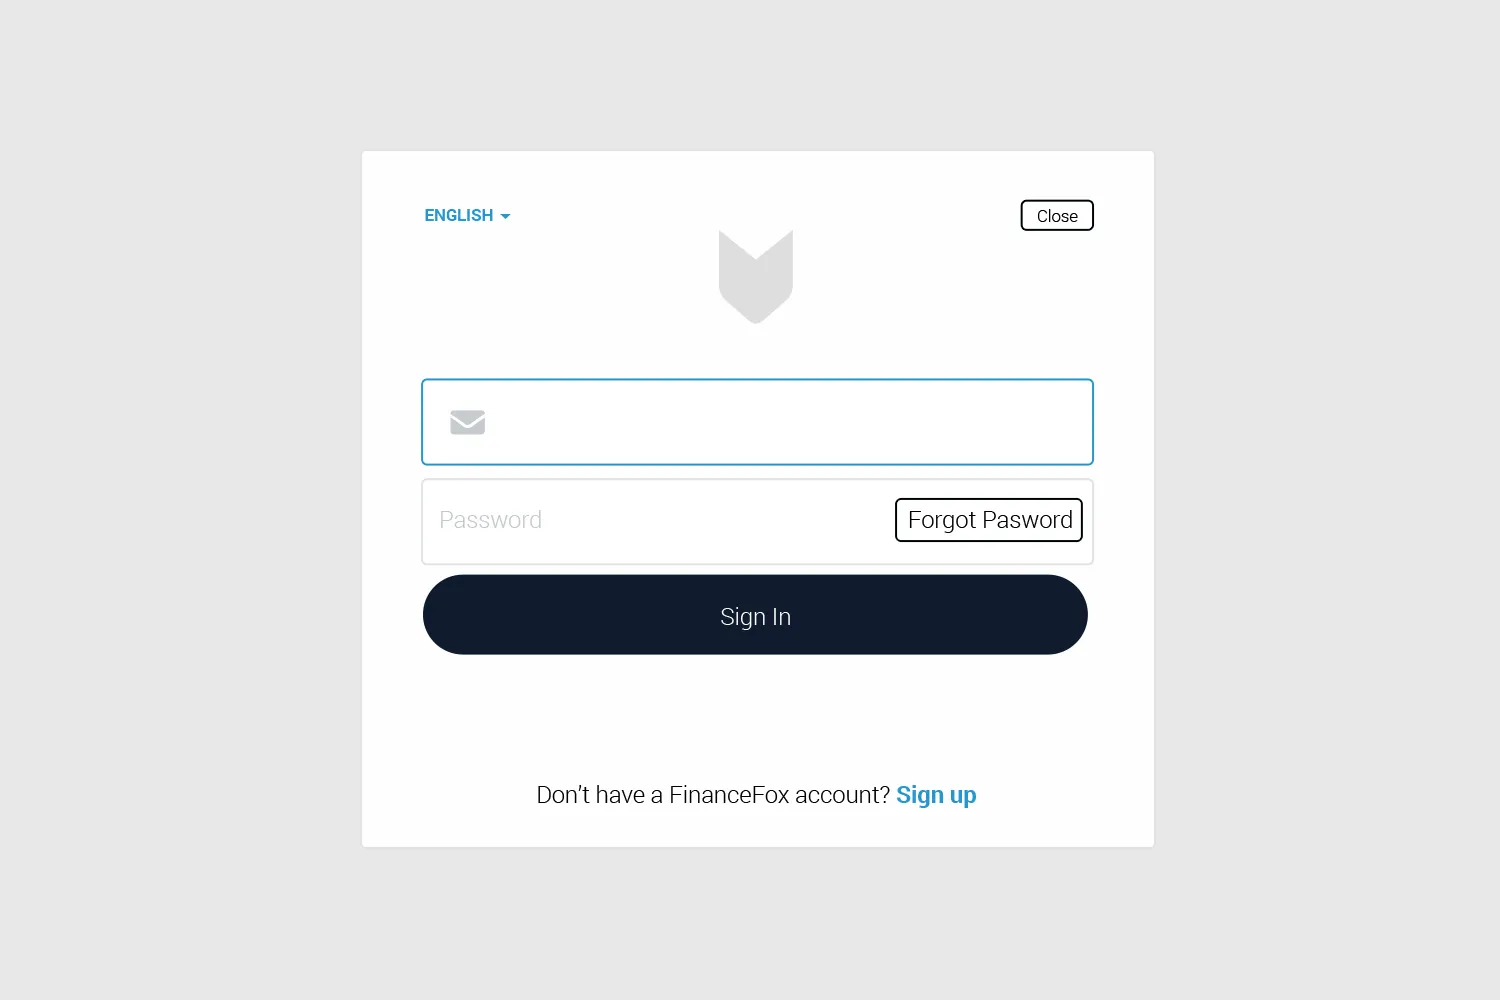 ENGLISH
Close
Password
Forgot Pasword
Sign In
Don’t have a FinanceFox account? Sign up